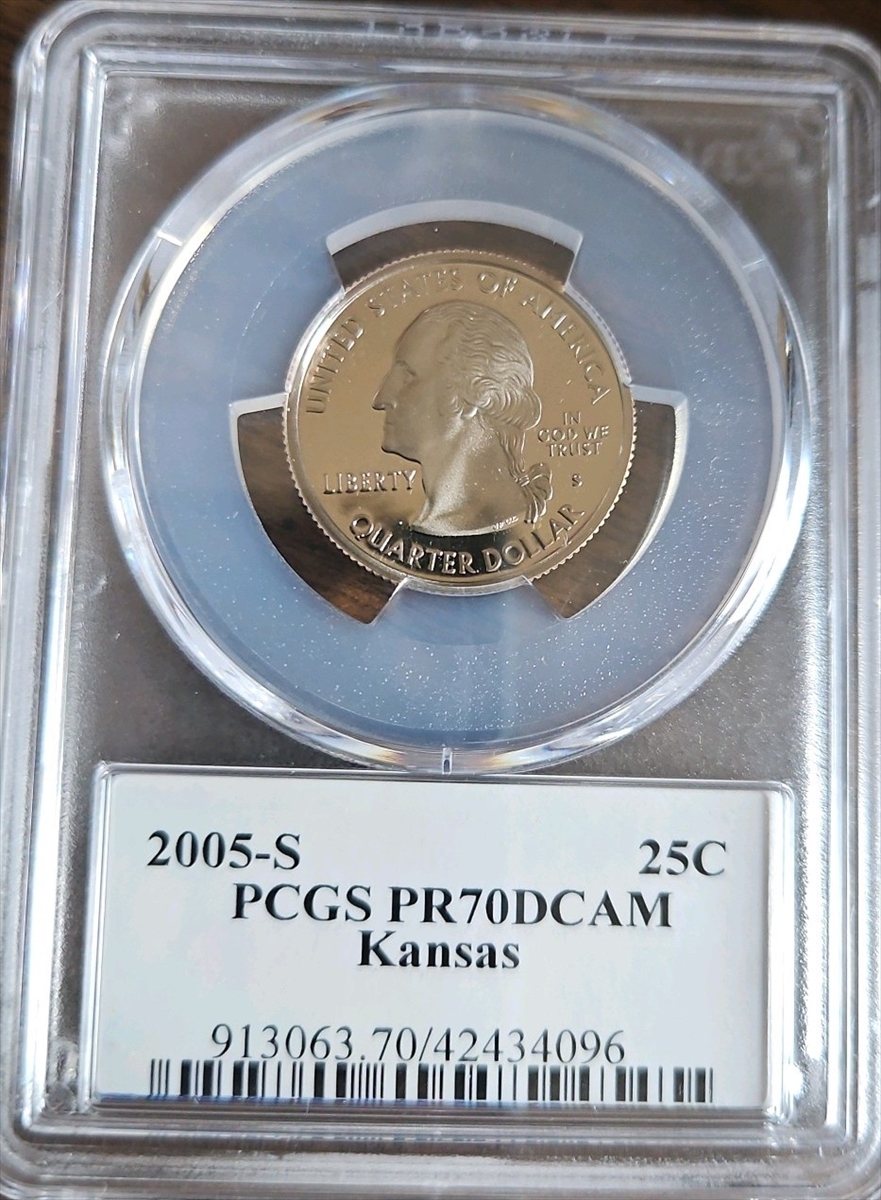 UNITED STATES OF AMERICA
IN
GOD WE
TRUST
LIBERTY
S
QUARTER DOLLAR
2005-S 25C
PCGS PR70DCAM
Kansas
913063.70/42434096